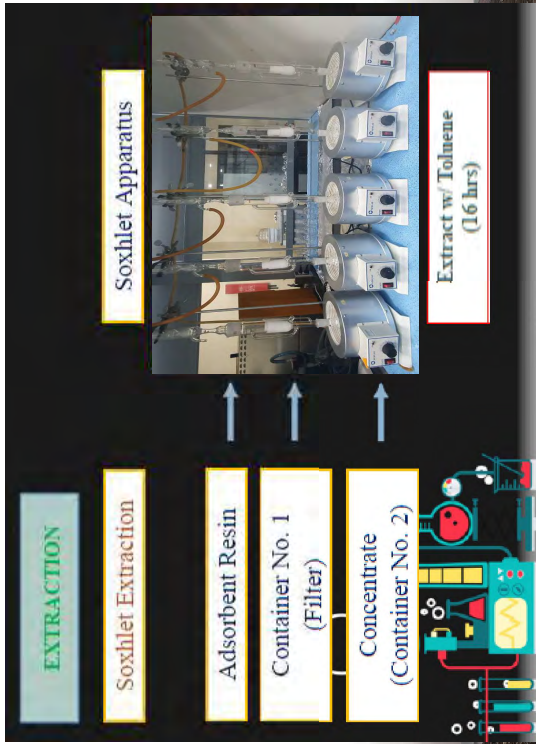 EXTRACTION
Soxhlet Extraction
Soxhlet Apparatus
Adsorbent Resin
Container No. 1
(Filter)
Concentrate
(Container No. 2)
Extract w/ Toluene
(16 hrs)